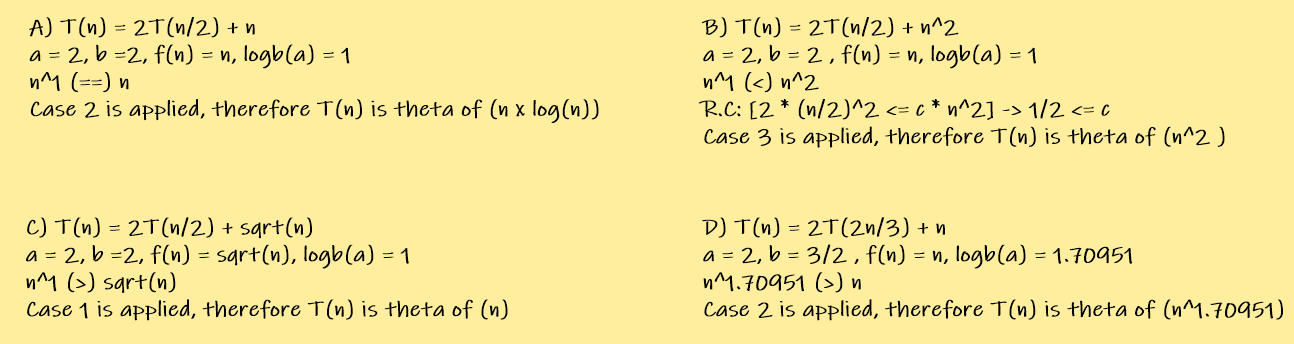 A) T(n) = 2T(n/2) + n
a = 2, b =2, f(n) = n, logb(a) = 1
n^1 (==) n
Case 2 is applied, therefore T(n) is theta of (n x log(n))
B) T(n) = 2T(n/2) + n^2
a = 2, b = 2 , f(n) = n, logb(a) = 1
n^1 (<) n^2
R.C: [2 * (n/2)^2 <= c * n^2] -> 1/2 <= c
Case 3 is applied, therefore T(n) is theta of (n^2 )
C) T(n) = 2T(n/2) + sqrt(n)
a = 2, b =2, f(n) = sqrt(n), logb(a) = 1
n^1 (>) sqrt(n)
Case 1 is applied, therefore T(n) is theta of (n)
D) T(n) = 2T(2n/3) + n
a = 2, b = 3/2 , f(n) = n, logb(a) = 1.70951
n^1.70951 (>) n
Case 2 is applied, therefore T(n) is theta of (n^1.70951)